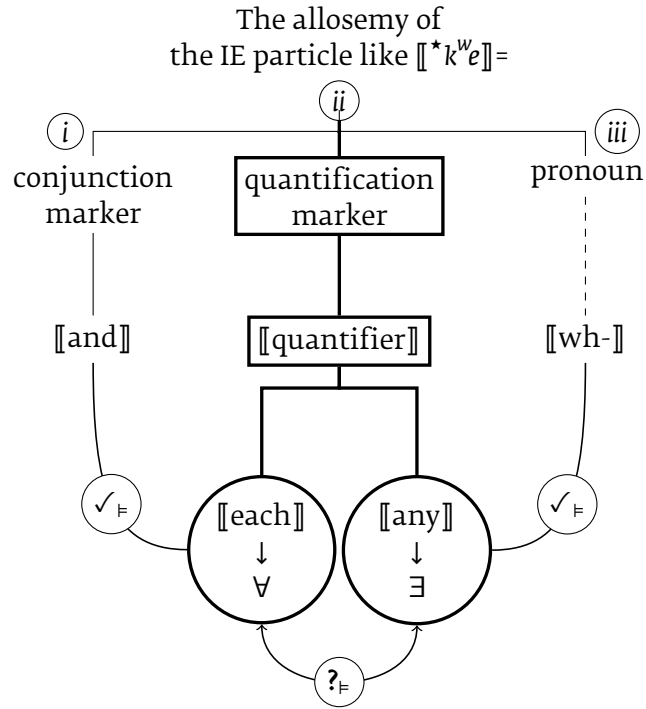 The allosemy of
the IE particle like ⟦*kʷe⟧=
i
ii
iii
conjunction
marker
quantification
marker
pronoun
⟦and⟧
⟦quantifier⟧
⟦wh-⟧
✓⊨
⟦each⟧
↓
∀
⟦any⟧
↓
∃
✓⊨
?⊨